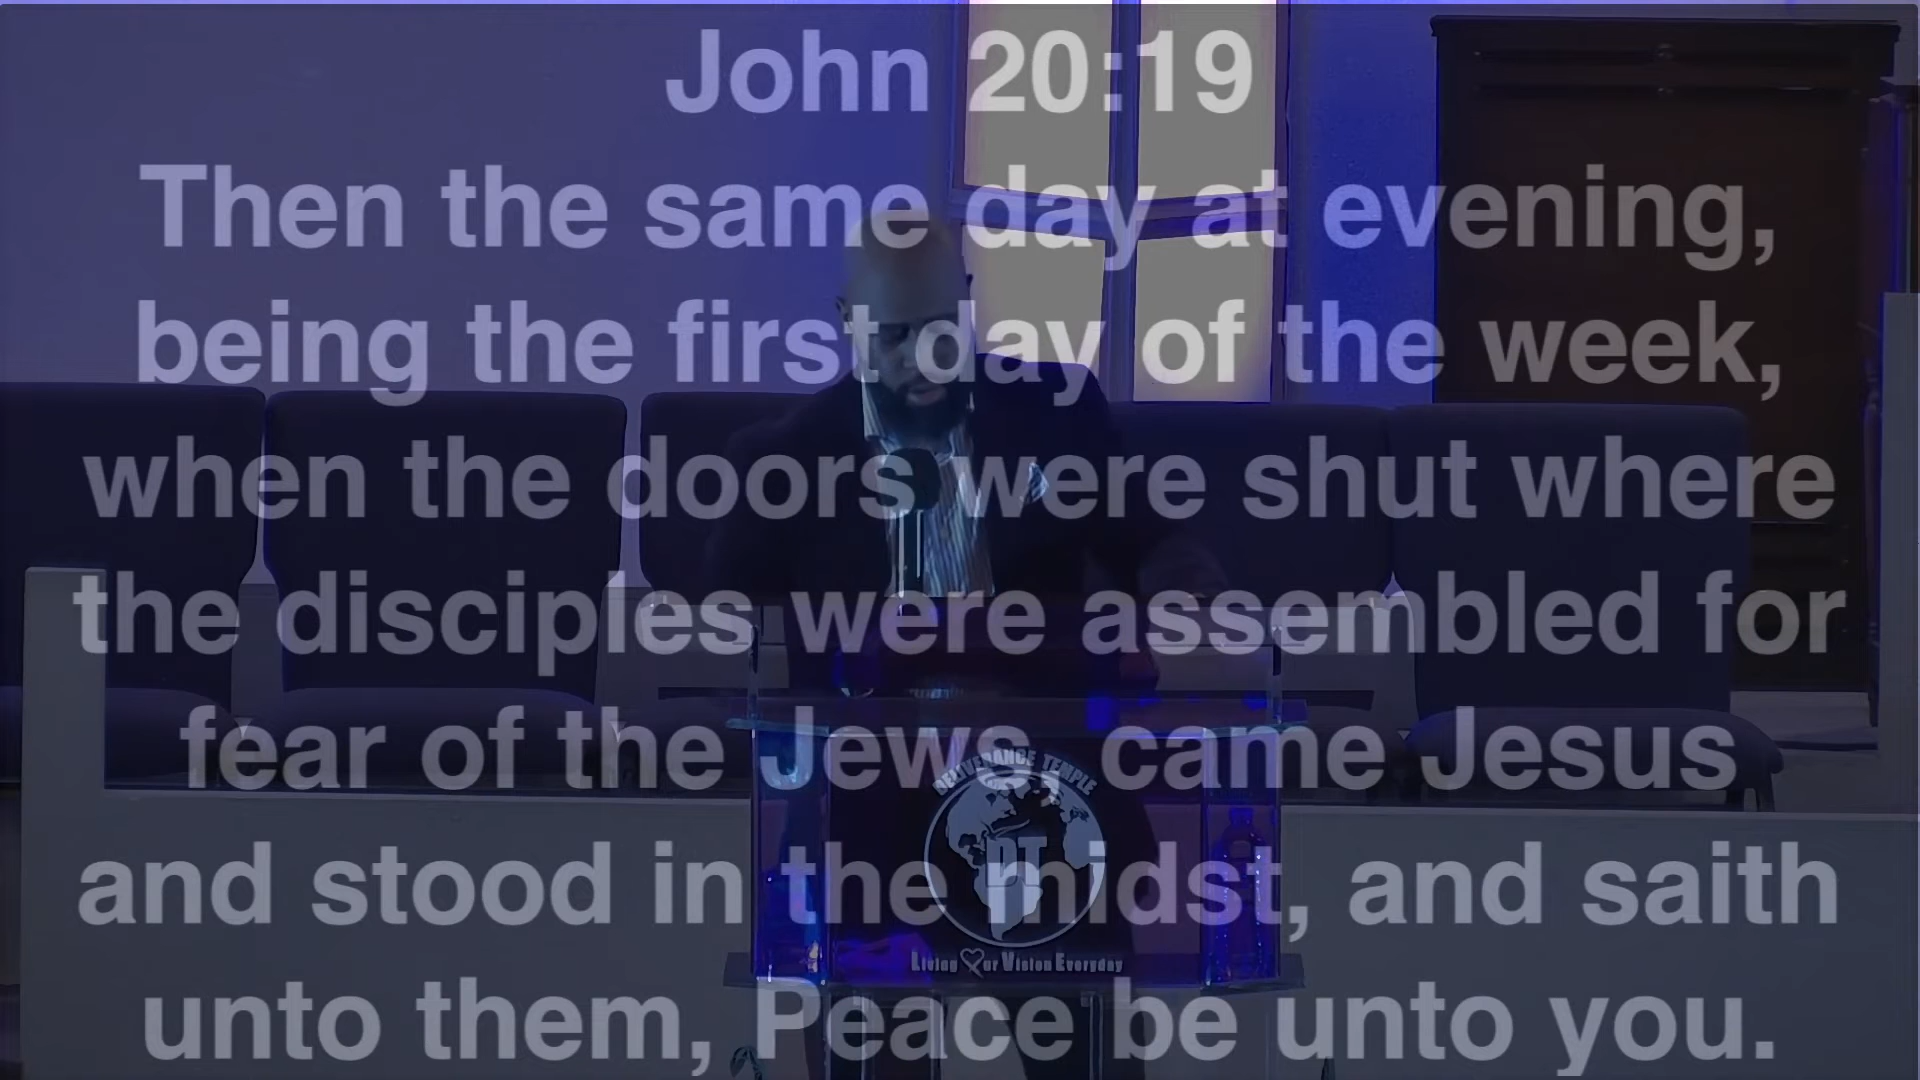 John 20:19
Then the same day at evening,
being the first day of the week,
when the doors were shut where
the disciples were assembled for
fear of the Jews, came Jesus
and stood in the midst, and saith
unto them, Peace be unto you.
DELIVERANCE TEMPLE
DT
Living Our Vision Everyday